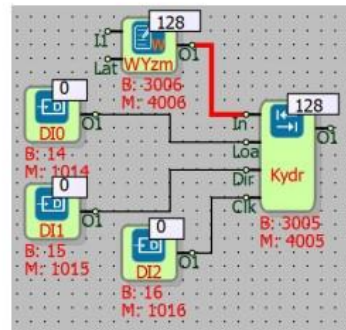 128
I1
Lat
W
O1
WYzm
B: 3006
M: 4006
0
DI0
O1
B: 14
M: 1014
128
In
Loa
Dir
Clk
O1
Kydr
B: 3005
M: 4005
0
DI1
O1
B: 15
M: 1015
0
DI2
O1
B: 16
M: 1016